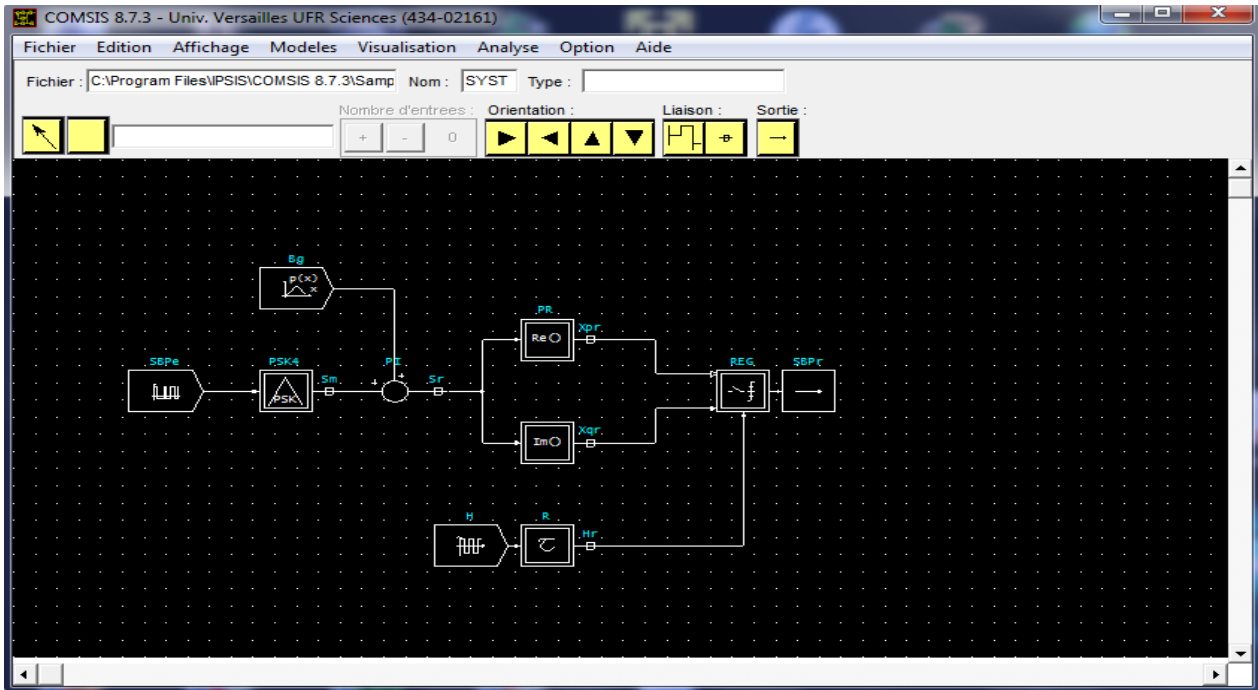 COMSIS 8.7.3 - Univ. Versailles UFR Sciences (434-02161)
Fichier Edition Affichage Modeles Visualisation Analyse Option Aide
Fichier : C:\Program Files\IPSIS\COMSIS 8.7.3\Samp Nom : SYST Type :
Nombre d'entrees : Orientation : Liaison : Sortie :
+ - 0
Bg
p(x)
x
PR
Re
Xpr
SBPe PSK4 PI REG SBPr
Sm + + Sr
PSK
Xqr
Im
H R
Hr